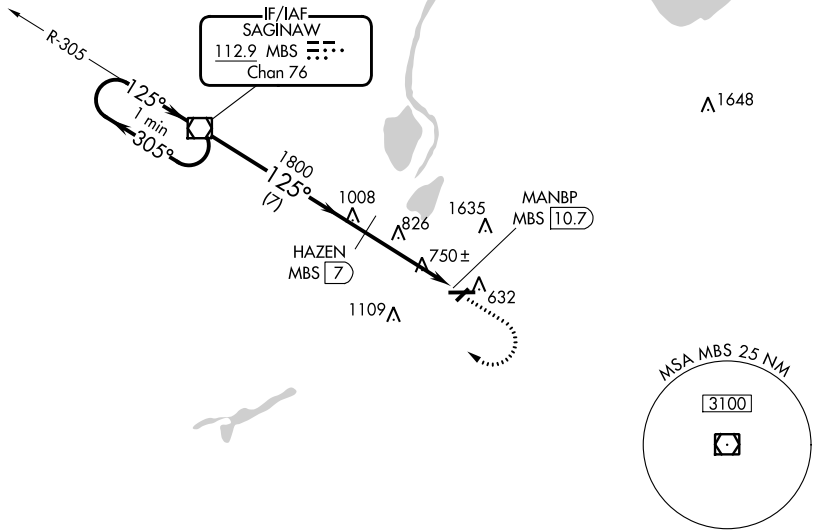 IF/IAF
SAGINAW
112.9 MBS
Chan 76
R-305
125°
1 min
305°
1800
125°
(7)
1648
1008
826
1635
MANBP
MBS 10.7
HAZEN
MBS 7
750±
632
1109
MSA MBS 25 NM
3100